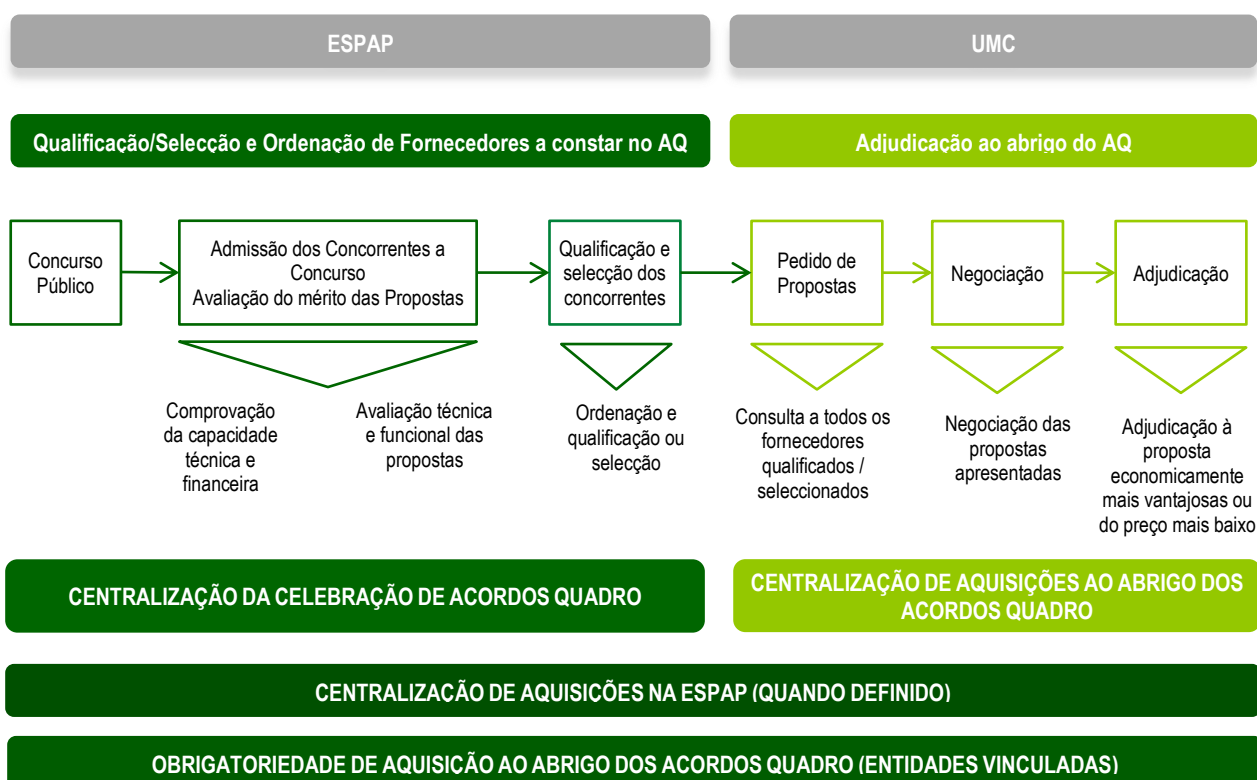 ESPAP
UMC
Qualificação/Selecção e Ordenação de Fornecedores a constar no AQ
Adjudicação ao abrigo do AQ
Concurso
Público
Admissão dos Concorrentes a
Concurso
Avaliação do mérito das Propostas
Qualificação e
selecção dos
concorrentes
Pedido de
Propostas
Negociação
Adjudicação
Comprovação
da capacidade
técnica e
financeira
Avaliação técnica
e funcional das
propostas
Ordenação e
qualificação ou
selecção
Consulta a todos os
fornecedores
qualificados /
seleccionados
Negociação das
propostas
apresentadas
Adjudicação à
proposta
economicamente
mais vantajosas ou
do preço mais baixo
CENTRALIZAÇÃO DA CELEBRAÇÃO DE ACORDOS QUADRO
CENTRALIZAÇÃO DE AQUISIÇÕES AO ABRIGO DOS
ACORDOS QUADRO
CENTRALIZAÇÃO DE AQUISIÇÕES NA ESPAP (QUANDO DEFINIDO)
OBRIGATORIEDADE DE AQUISIÇÃO AO ABRIGO DOS ACORDOS QUADRO (ENTIDADES VINCULADAS)